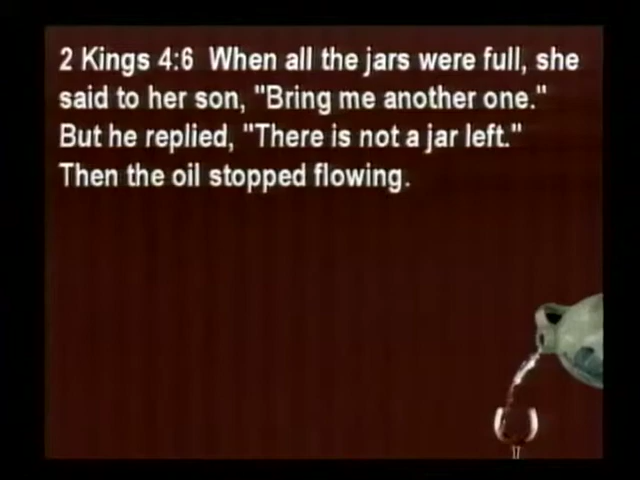 2 Kings 4:6  When all the jars were full, she
said to her son, "Bring me another one."
But he replied, "There is not a jar left."
Then the oil stopped flowing.